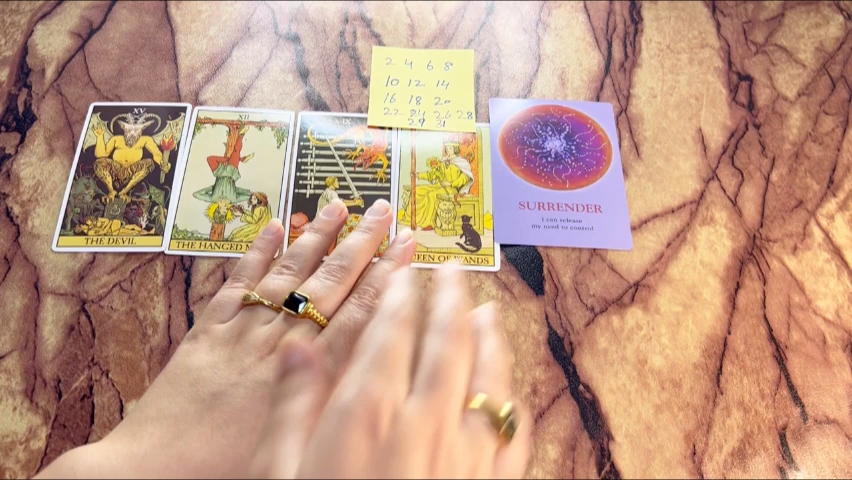 XV
THE DEVIL
XII
THE HANGED
2 4 6 8
10 12 14
16 18 20
22 24 26 28
29 31
QUEEN OF WANDS
SURRENDER
I can release
my need to control